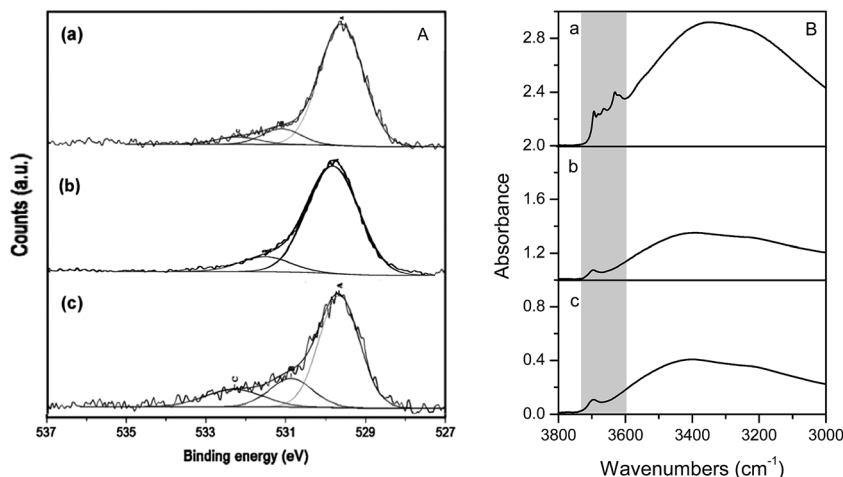 (a)
A
A
B
C
(b)
(c)
A
B
C
Counts (a.u.)
537
535
533
531
529
527
Binding energy (eV)
a
B
2.8
2.4
2.0
b
1.6
1.2
c
0.8
0.4
0.0
Absorbance
3800
3600
3400
3200
3000
Wavenumbers (cm⁻¹)